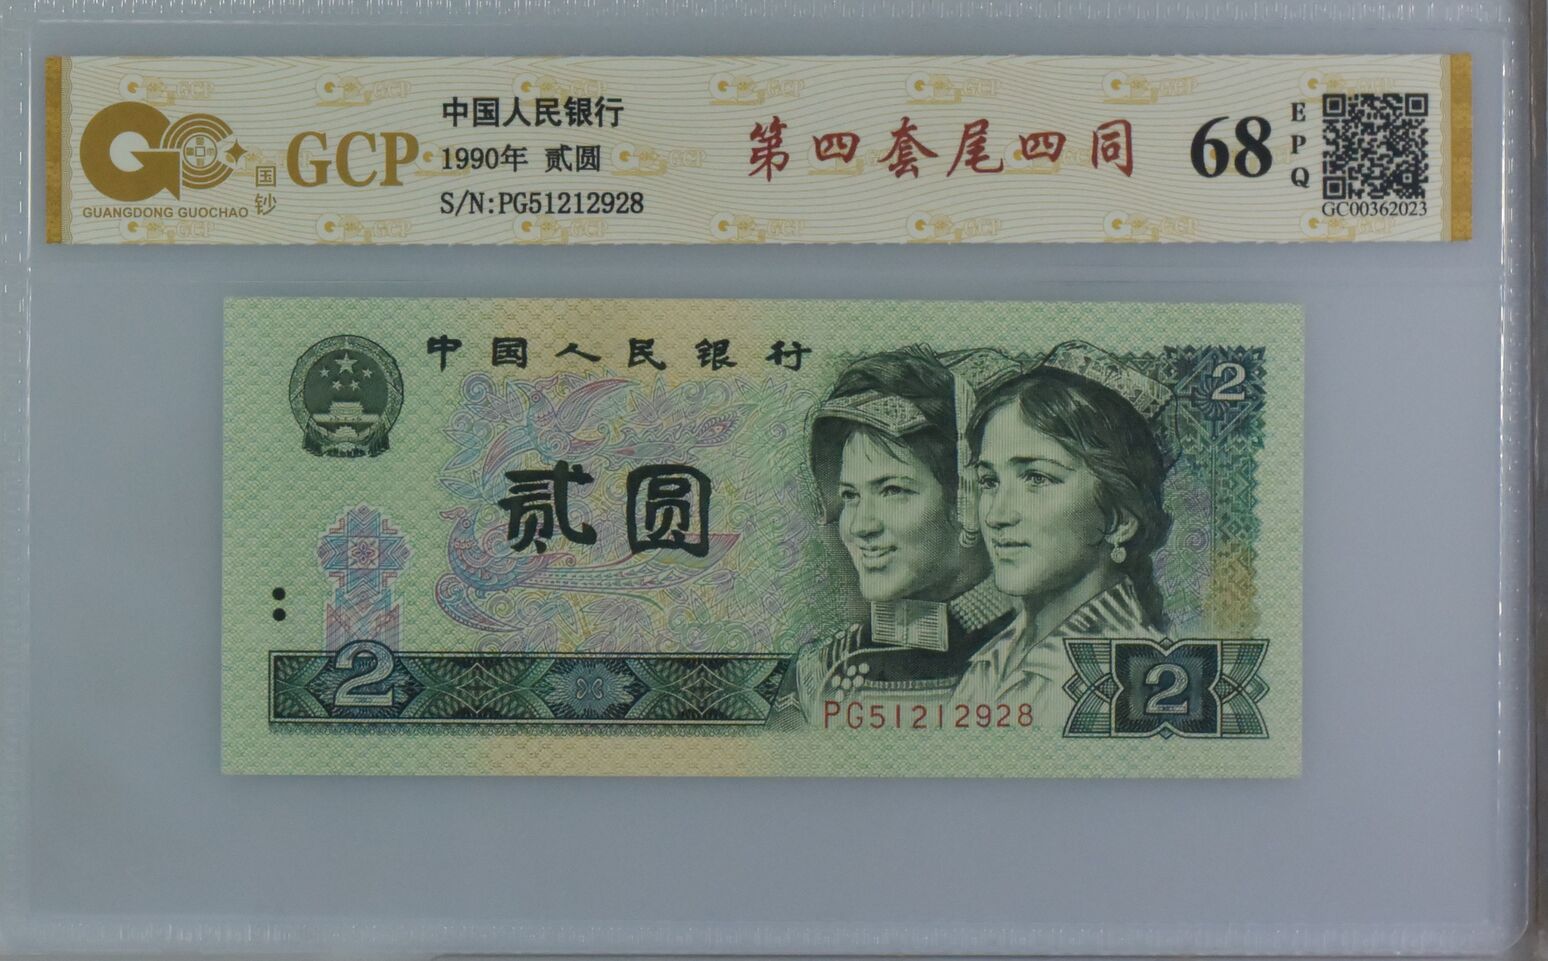 GUANGDONG GUOCHAO
国钞
GCP
中国人民银行
1990年 贰圆
S/N:PG51212928
第四套尾四同
68
EPQ
GC00362023
中国人民银行
2
贰圆
2
PG51212928
2